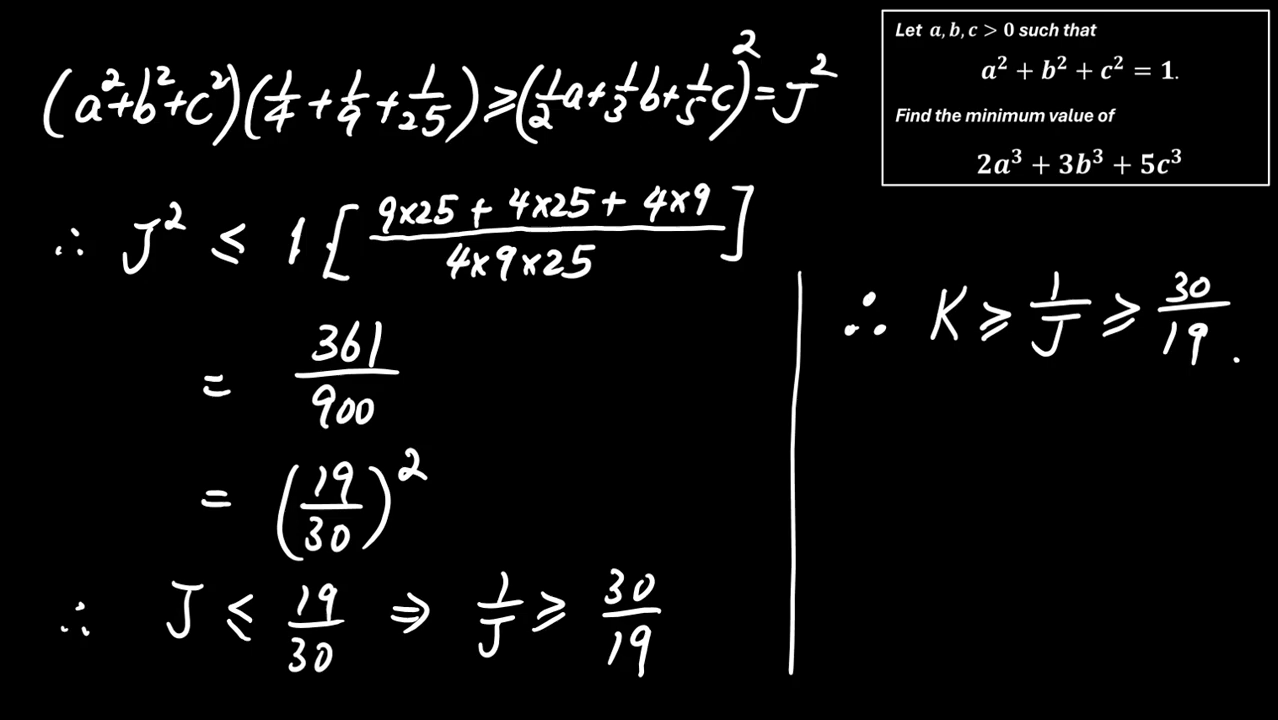 (a²+b²+c²)(1/4 + 1/9 + 1/25) ≥ (1/2a + 1/3b + 1/5c)² = J²
∴ J² ≤ 1 [ (9×25 + 4×25 + 4×9) / (4×9×25) ]
= 361/900
= (19/30)²
∴ J ≤ 19/30 ⇒ 1/J ≥ 30/19
Let a, b, c > 0 such that
a² + b² + c² = 1.
Find the minimum value of
2a³ + 3b³ + 5c³
∴ K ≥ 1/J ≥ 30/19.